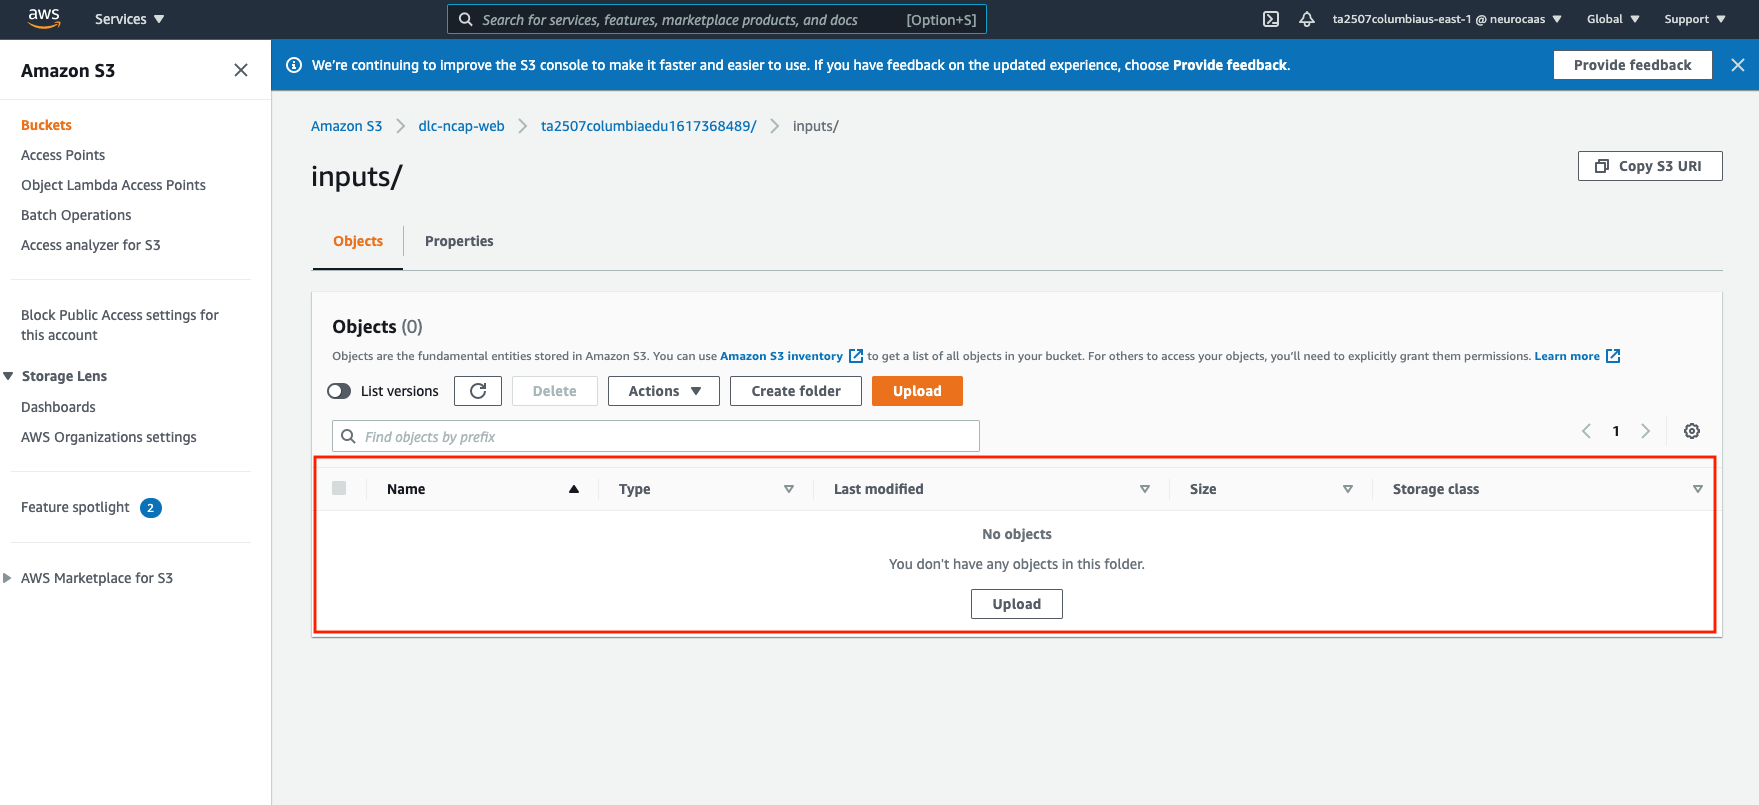 aws
Services
Search for services, features, marketplace products, and docs [Option+S]
ta2507columbiaus-east-1 @ neurocaas
Global
Support
Amazon S3
We're continuing to improve the S3 console to make it faster and easier to use. If you have feedback on the updated experience, choose Provide feedback.
Provide feedback
Buckets
Access Points
Object Lambda Access Points
Batch Operations
Access analyzer for S3
Block Public Access settings for
this account
Storage Lens
Dashboards
AWS Organizations settings
Feature spotlight 2
AWS Marketplace for S3
Amazon S3
dlc-ncap-web
ta2507columbiaedu1617368489/
inputs/
inputs/
Copy S3 URI
Objects
Properties
Objects (0)
Objects are the fundamental entities stored in Amazon S3. You can use Amazon S3 inventory to get a list of all objects in your bucket. For others to access your objects, you'll need to explicitly grant them permissions. Learn more
List versions
Delete
Actions
Create folder
Upload
Find objects by prefix
1
Name
Type
Last modified
Size
Storage class
No objects
You don't have any objects in this folder.
Upload